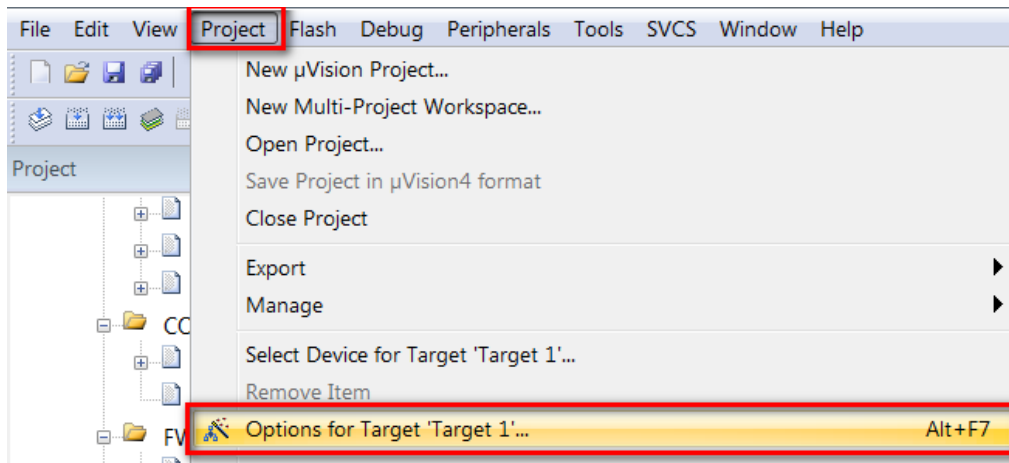 File Edit View Project Flash Debug Peripherals Tools SVCS Window Help
New µVision Project...
New Multi-Project Workspace...
Open Project...
Project
Save Project in µVision4 format
Close Project
Export
Manage
CO
Select Device for Target 'Target 1'...
Remove Item
FW
Options for Target 'Target 1'... Alt+F7